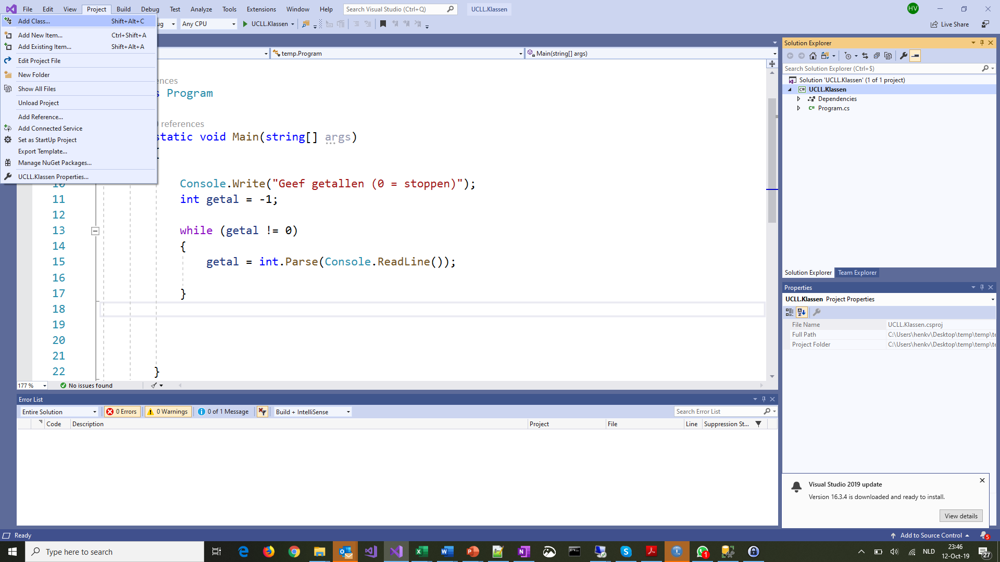 File Edit View Project Build Debug Test Analyze Tools Extensions Window Help Search Visual Studio (Ctrl+Q) UCLL.Klassen HV
Add Class... Shift+Alt+C
ug Any CPU UCLL.Klassen Live Share
Add New Item... Ctrl+Shift+A
Add Existing Item... Shift+Alt+A
Edit Project File
New Folder
Show All Files
Unload Project
Add Reference...
Add Connected Service
Set as StartUp Project
Export Template...
Manage NuGet Packages...
UCLL.Klassen Properties...
temp.Program Main(string[] args)
ences
Program
references
static void Main(string[] args)
10 Console.Write("Geef getallen (0 = stoppen)");
11 int getal = -1;
12
13 while (getal != 0)
14 {
15 getal = int.Parse(Console.ReadLine());
16
17 }
18
19
20
21
22 }
177 % No issues found
Solution Explorer
Search Solution Explorer (Ctrl+$)
Solution 'UCLL.Klassen' (1 of 1 project)
C# UCLL.Klassen
Dependencies
C# Program.cs
Solution Explorer Team Explorer
Properties
UCLL.Klassen Project Properties
File Name UCLL.Klassen.csproj
Full Path C:\Users\henkv\Desktop\temp\temp\te
Project Folder C:\Users\henkv\Desktop\temp\temp\te
Error List
Entire Solution 0 Errors 0 Warnings 0 of 1 Message Build + IntelliSense Search Error List
Code Description Project File Line Suppression St...
Visual Studio 2019 update
Version 16.3.4 is downloaded and ready to install.
View details
Ready Add to Source Control 5
Type here to search 1 NLD 23:46
12-Oct-19 27